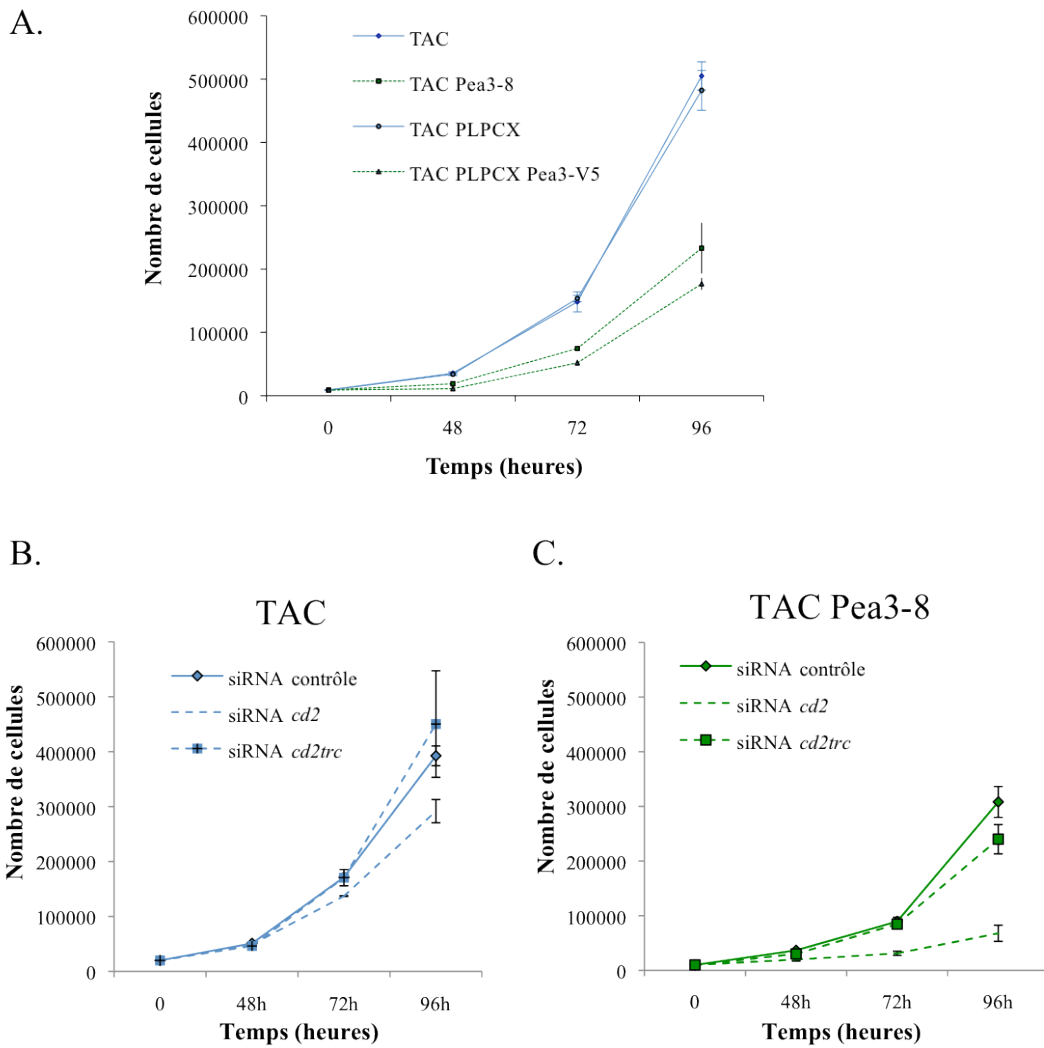 A.
600000
500000
400000
300000
200000
100000
0
Nombre de cellules
TAC
TAC Pea3-8
TAC PLPCX
TAC PLPCX Pea3-V5
0 48 72 96
Temps (heures)
B.
TAC
600000
500000
400000
300000
200000
100000
0
Nombre de cellules
siRNA contrôle
siRNA cd2
siRNA cd2trc
0 48h 72h 96h
Temps (heures)
C.
TAC Pea3-8
600000
500000
400000
300000
200000
100000
0
Nombre de cellules
siRNA contrôle
siRNA cd2
siRNA cd2trc
0 48h 72h 96h
Temps (heures)